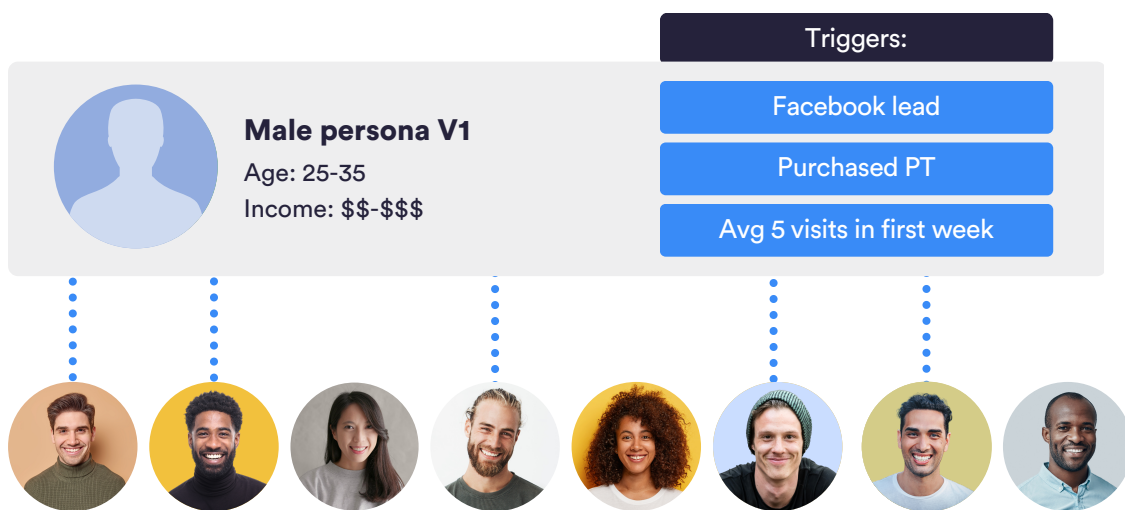 Triggers:
Male persona V1
Age: 25-35
Income: $$-$$$
Facebook lead
Purchased PT
Avg 5 visits in first week